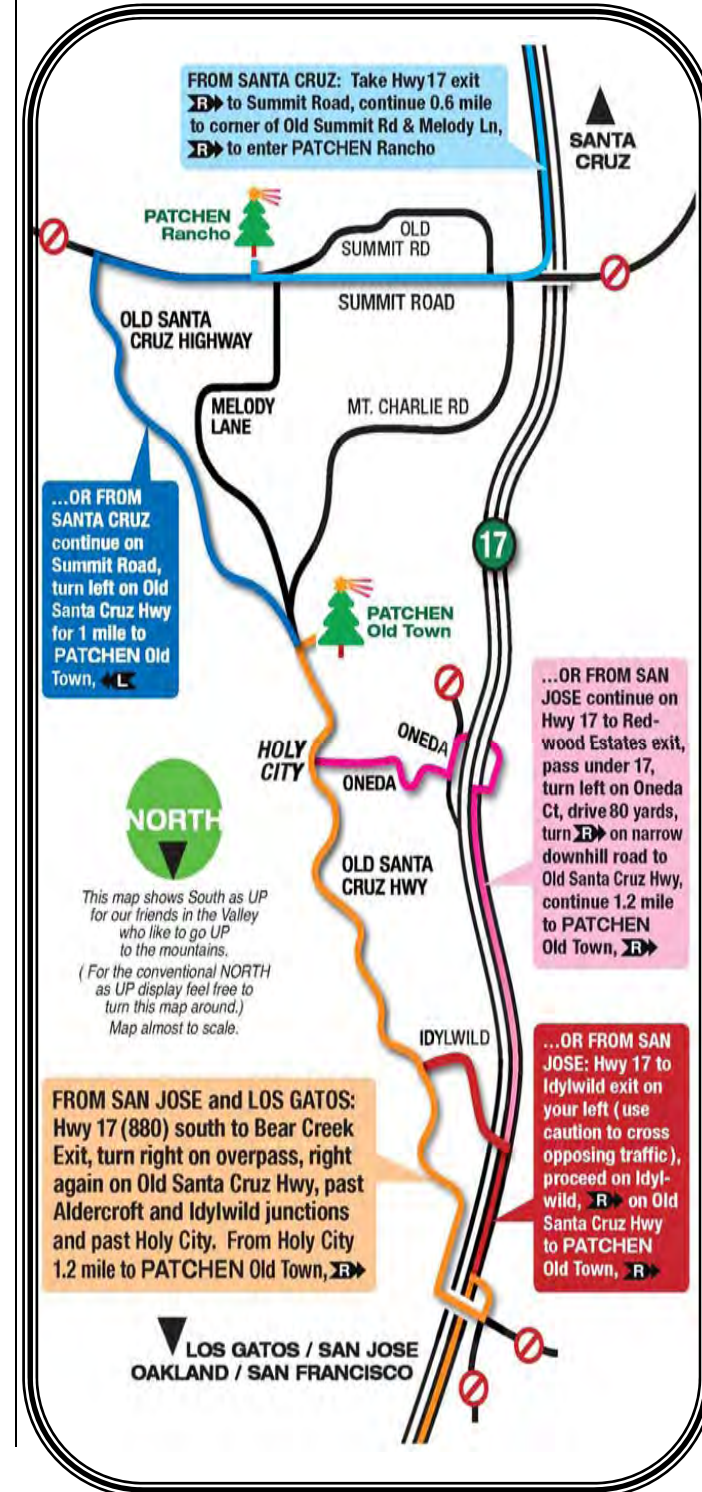 FROM SANTA CRUZ: Take Hwy 17 exit
R to Summit Road, continue 0.6 mile
to corner of Old Summit Rd & Melody Ln,
R to enter PATCHEN Rancho
SANTA
CRUZ
PATCHEN
Rancho
OLD
SUMMIT RD
SUMMIT ROAD
OLD SANTA
CRUZ HIGHWAY
MELODY
LANE
MT. CHARLIE RD
...OR FROM
SANTA CRUZ
continue on
Summit Road,
turn left on Old
Santa Cruz Hwy
for 1 mile to
PATCHEN Old
Town, L
17
PATCHEN
Old Town
...OR FROM SAN
JOSE continue on
Hwy 17 to Red-
wood Estates exit,
pass under 17,
turn left on Oneda
Ct, drive 80 yards,
turn R on narrow
downhill road to
Old Santa Cruz Hwy,
continue 1.2 mile
to PATCHEN
Old Town, R
HOLY
CITY
ONEDA
ONEDA
NORTH
OLD SANTA
CRUZ HWY
This map shows South as UP
for our friends in the Valley
who like to go UP
to the mountains.
( For the conventional NORTH
as UP display feel free to
turn this map around.)
Map almost to scale.
IDYLWILD
...OR FROM SAN
JOSE: Hwy 17 to
Idylwild exit on
your left ( use
caution to cross
opposing traffic ),
proceed on Idyl-
wild, R on Old
Santa Cruz Hwy
to PATCHEN
Old Town, R
FROM SAN JOSE and LOS GATOS:
Hwy 17 (880) south to Bear Creek
Exit, turn right on overpass, right
again on Old Santa Cruz Hwy, past
Aldercroft and Idylwild junctions
and past Holy City. From Holy City
1.2 mile to PATCHEN Old Town, R
LOS GATOS / SAN JOSE
OAKLAND / SAN FRANCISCO